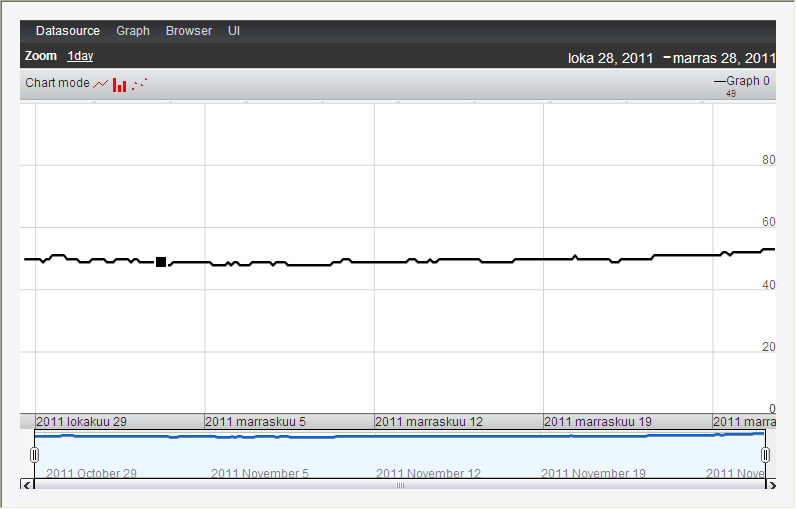 Datasource Graph Browser UI
Zoom 1day
loka 28, 2011 – marras 28, 2011
Chart mode
Graph 0
49
80
60
40
20
0
2011 lokakuu 29 2011 marraskuu 5 2011 marraskuu 12 2011 marraskuu 19 2011 marra
2011 October 29 2011 November 5 2011 November 12 2011 November 19 2011 Nove